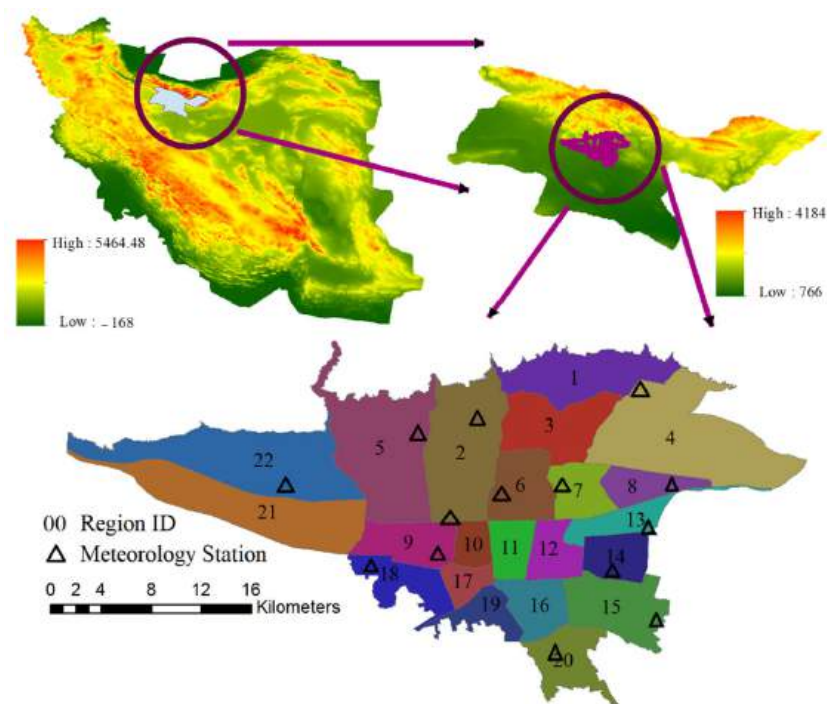 High : 5464.48
Low : -168
High : 4184
Low : 766
1
3
4
5
2
22
6
7
8
21
13
9
10
11
12
14
18
17
19
16
15
20
00 Region ID
Meteorology Station
0 2 4 8 12 16
Kilometers